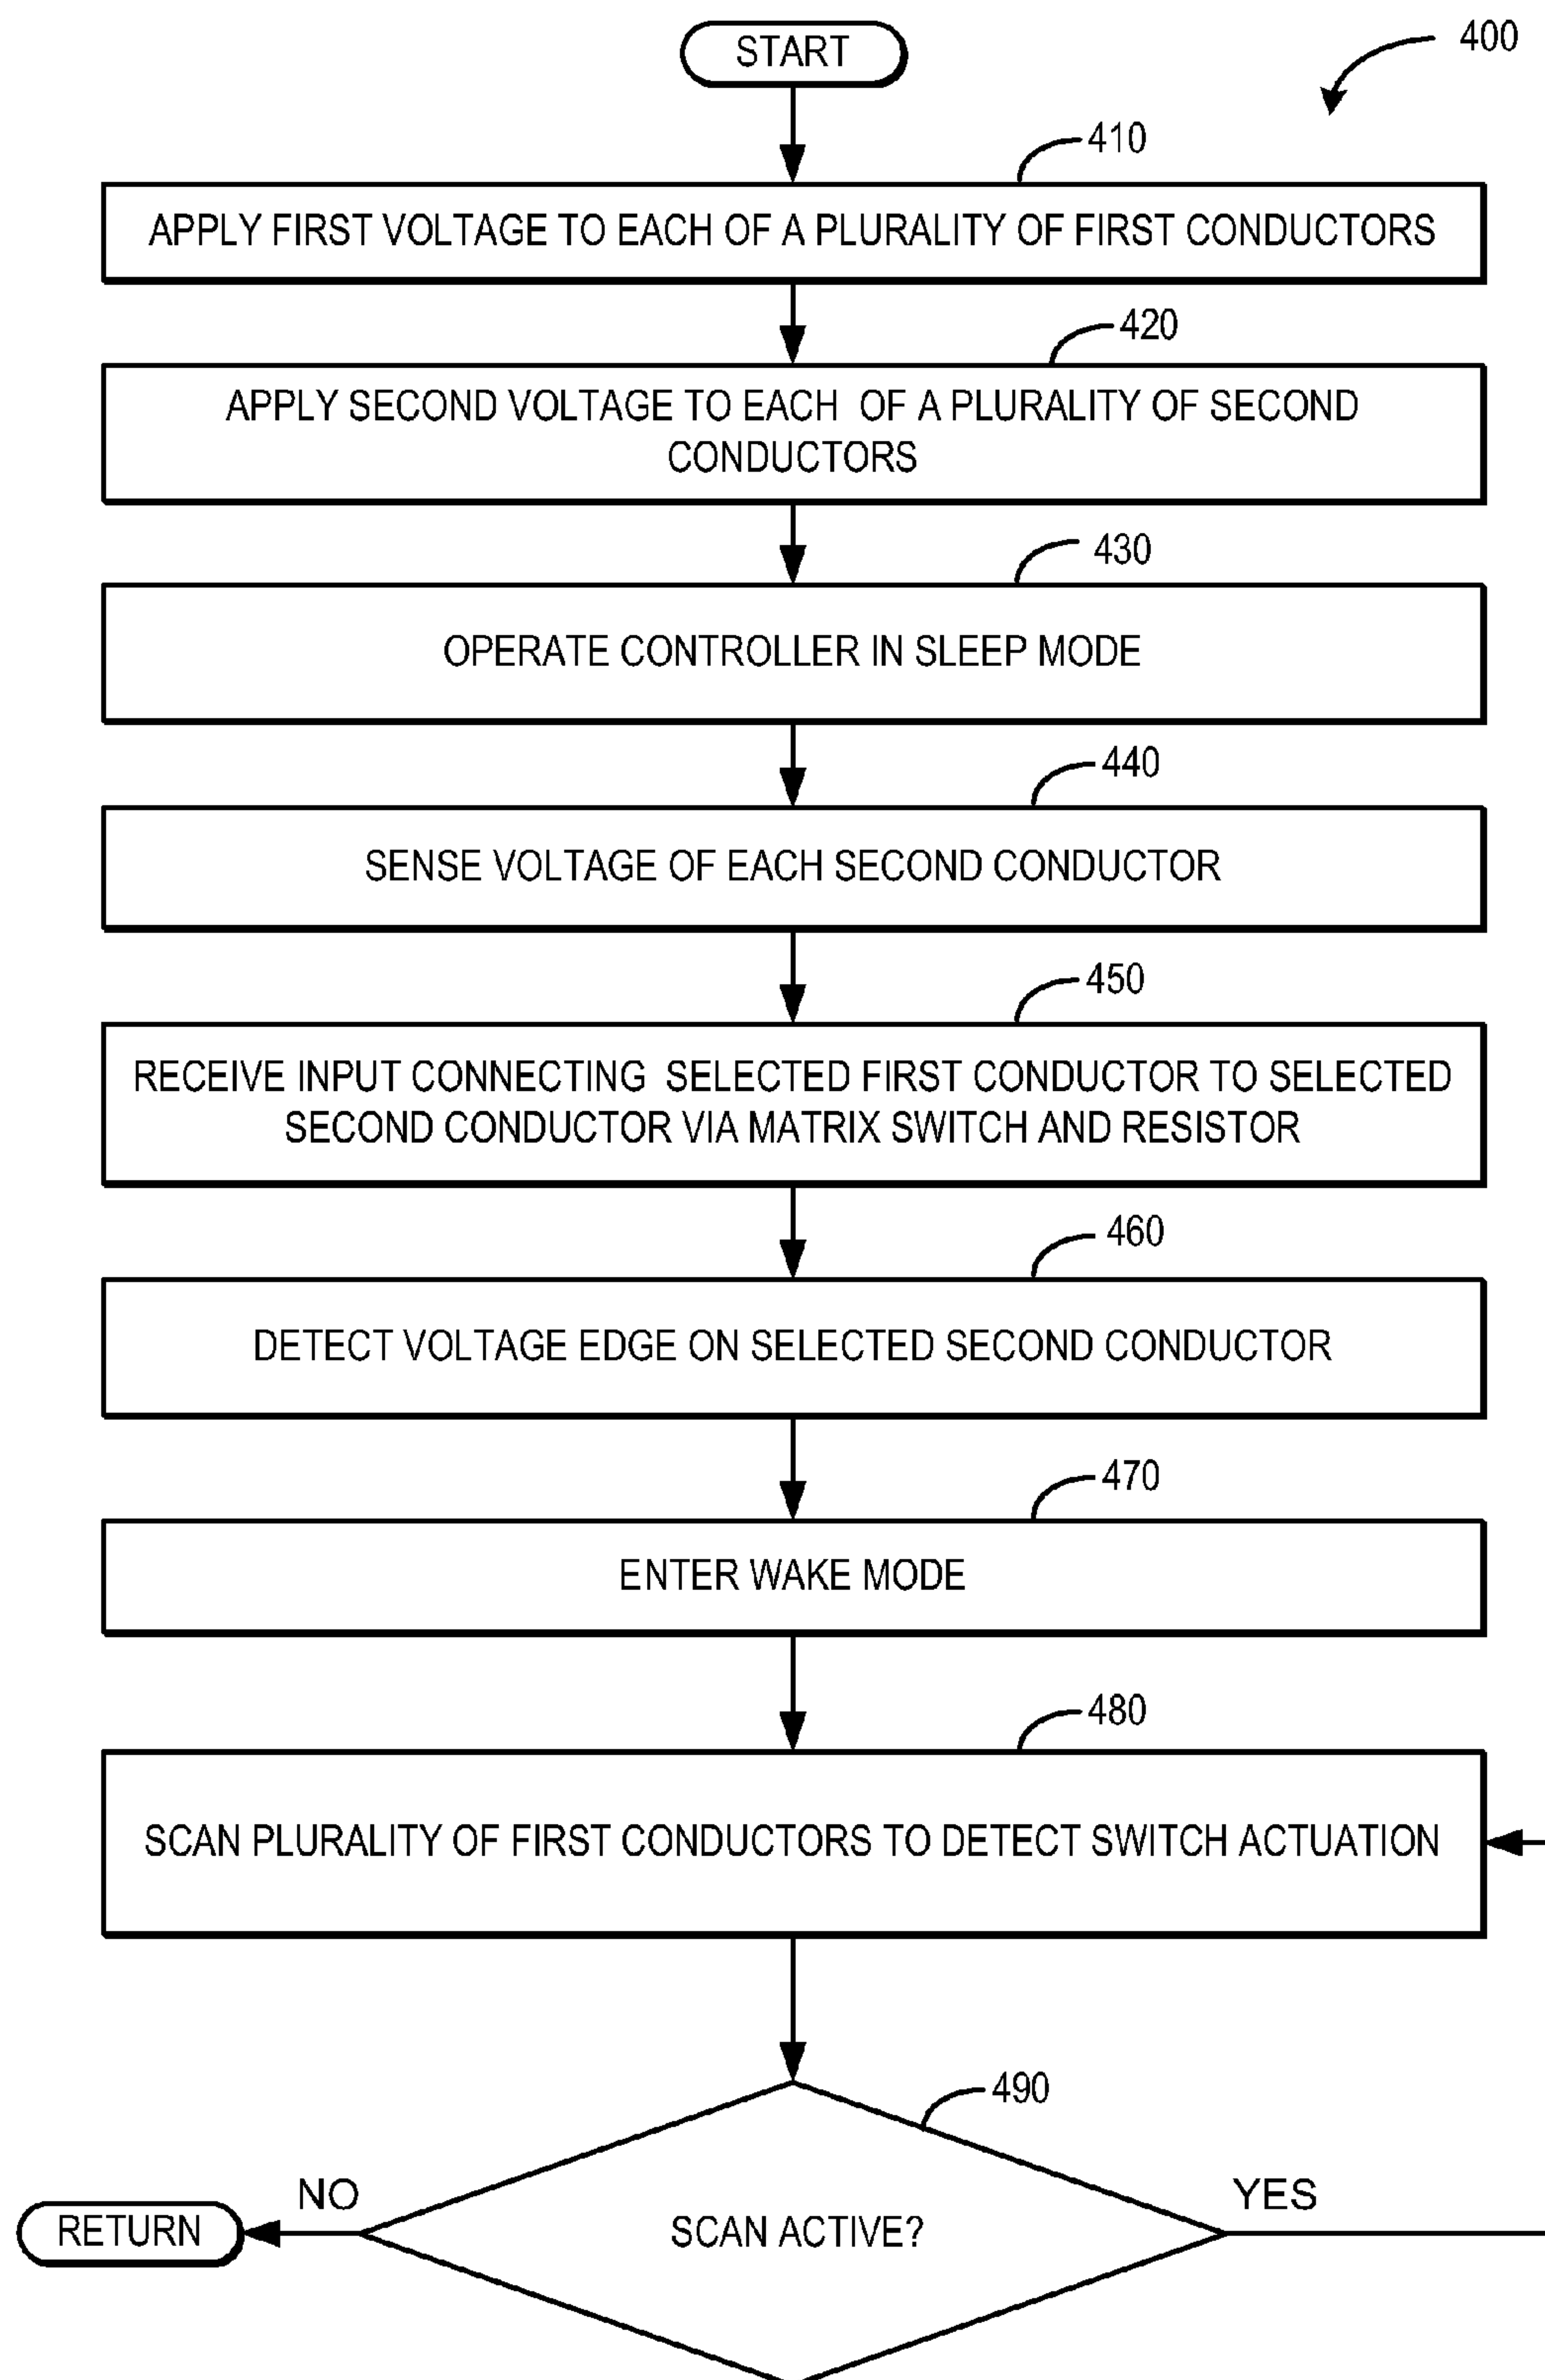 START
400
410
APPLY FIRST VOLTAGE TO EACH OF A PLURALITY OF FIRST CONDUCTORS
420
APPLY SECOND VOLTAGE TO EACH OF A PLURALITY OF SECOND
CONDUCTORS
430
OPERATE CONTROLLER IN SLEEP MODE
440
SENSE VOLTAGE OF EACH SECOND CONDUCTOR
450
RECEIVE INPUT CONNECTING SELECTED FIRST CONDUCTOR TO SELECTED
SECOND CONDUCTOR VIA MATRIX SWITCH AND RESISTOR
460
DETECT VOLTAGE EDGE ON SELECTED SECOND CONDUCTOR
470
ENTER WAKE MODE
480
SCAN PLURALITY OF FIRST CONDUCTORS TO DETECT SWITCH ACTUATION
490
NO
YES
RETURN
SCAN ACTIVE?